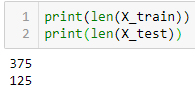 1 print(len(X_train))
2 print(len(X_test))
375
125